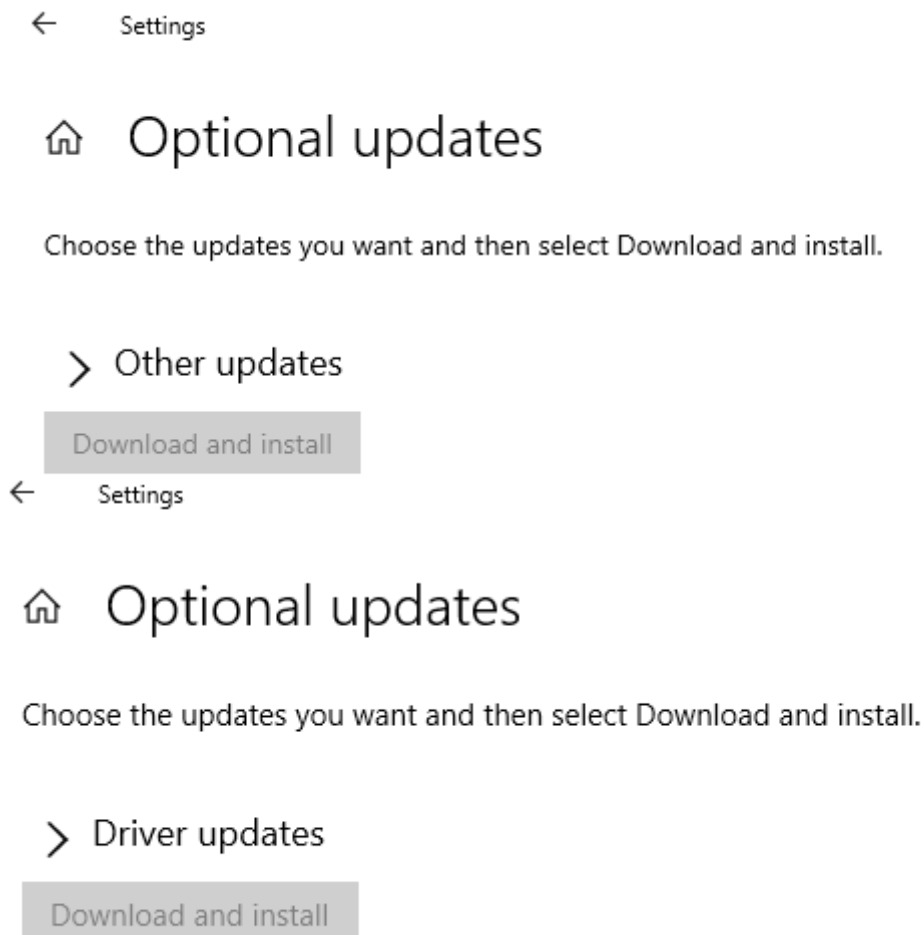 Settings
Optional updates
Choose the updates you want and then select Download and install.
Other updates
Download and install
Settings
Optional updates
Choose the updates you want and then select Download and install.
Driver updates
Download and install